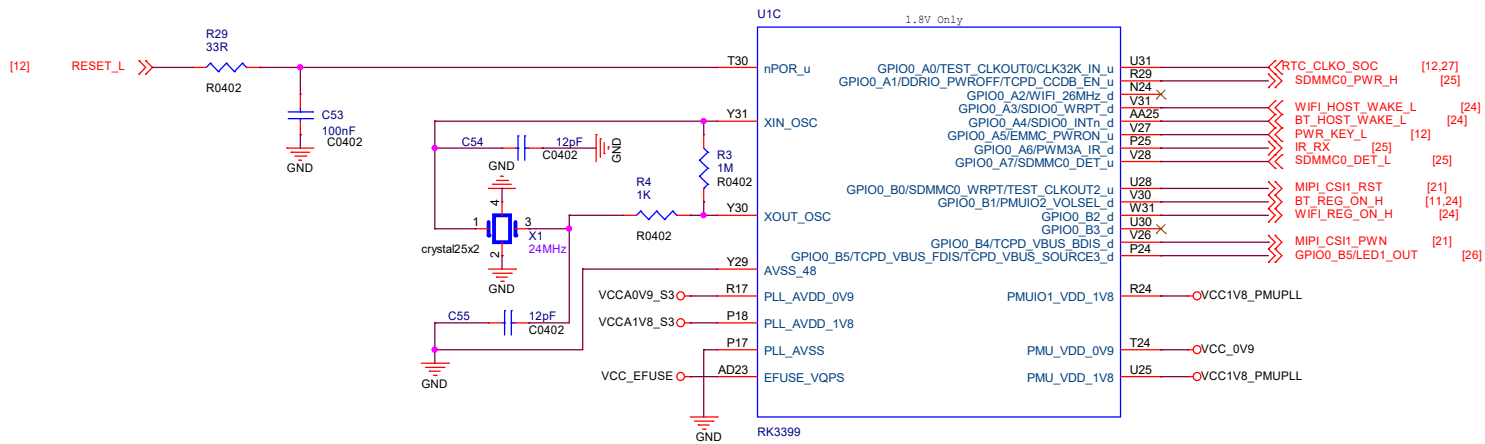 U1C
1.8V Only
R29
33R
[12] RESET_L
R0402
C53
100nF
C0402
GND
T30 nPOR_u
Y31 XIN_OSC
C54 12pF
C0402
GND
GND
R3
1M
R0402
R4
1K
R0402
Y30 XOUT_OSC
4
1
3
2
X1
24MHz
crystal25x2
GND
Y29 AVSS_48
VCCA0V9_S3 R17 PLL_AVDD_0V9
C55 12pF
C0402
VCCA1V8_S3 P18 PLL_AVDD_1V8
GND
P17 PLL_AVSS
VCC_EFUSE AD23 EFUSE_VQPS
GND
RK3399
GPIO0_A0/TEST_CLKOUT0/CLK32K_IN_u U31 RTC_CLKO_SOC [12,27]
GPIO0_A1/DDRIO_PWROFF/TCPD_CCDB_EN_u R29 SDMMC0_PWR_H [25]
GPIO0_A2/WIFI_26MHz_d N24
GPIO0_A3/SDIO0_WRPT_d V31 WIFI_HOST_WAKE_L [24]
GPIO0_A4/SDIO0_INTn_d AA25 BT_HOST_WAKE_L [24]
GPIO0_A5/EMMC_PWRON_u V27 PWR_KEY_L [12]
GPIO0_A6/PWM3A_IR_d P25 IR_RX [25]
GPIO0_A7/SDMMC0_DET_u V28 SDMMC0_DET_L [25]
GPIO0_B0/SDMMC0_WRPT/TEST_CLKOUT2_u U28 MIPI_CSI1_RST [21]
GPIO0_B1/PMUIO2_VOLSEL_d V30 BT_REG_ON_H [11,24]
GPIO0_B2_d W31 WIFI_REG_ON_H [24]
GPIO0_B3_d U30
GPIO0_B4/TCPD_VBUS_BDIS_d V26 MIPI_CSI1_PWN [21]
GPIO0_B5/TCPD_VBUS_FDIS/TCPD_VBUS_SOURCE3_d P24 GPIO0_B5/LED1_OUT [26]
PMUIO1_VDD_1V8 R24 VCC1V8_PMUPLL
PMU_VDD_0V9 T24 VCC_0V9
PMU_VDD_1V8 U25 VCC1V8_PMUPLL